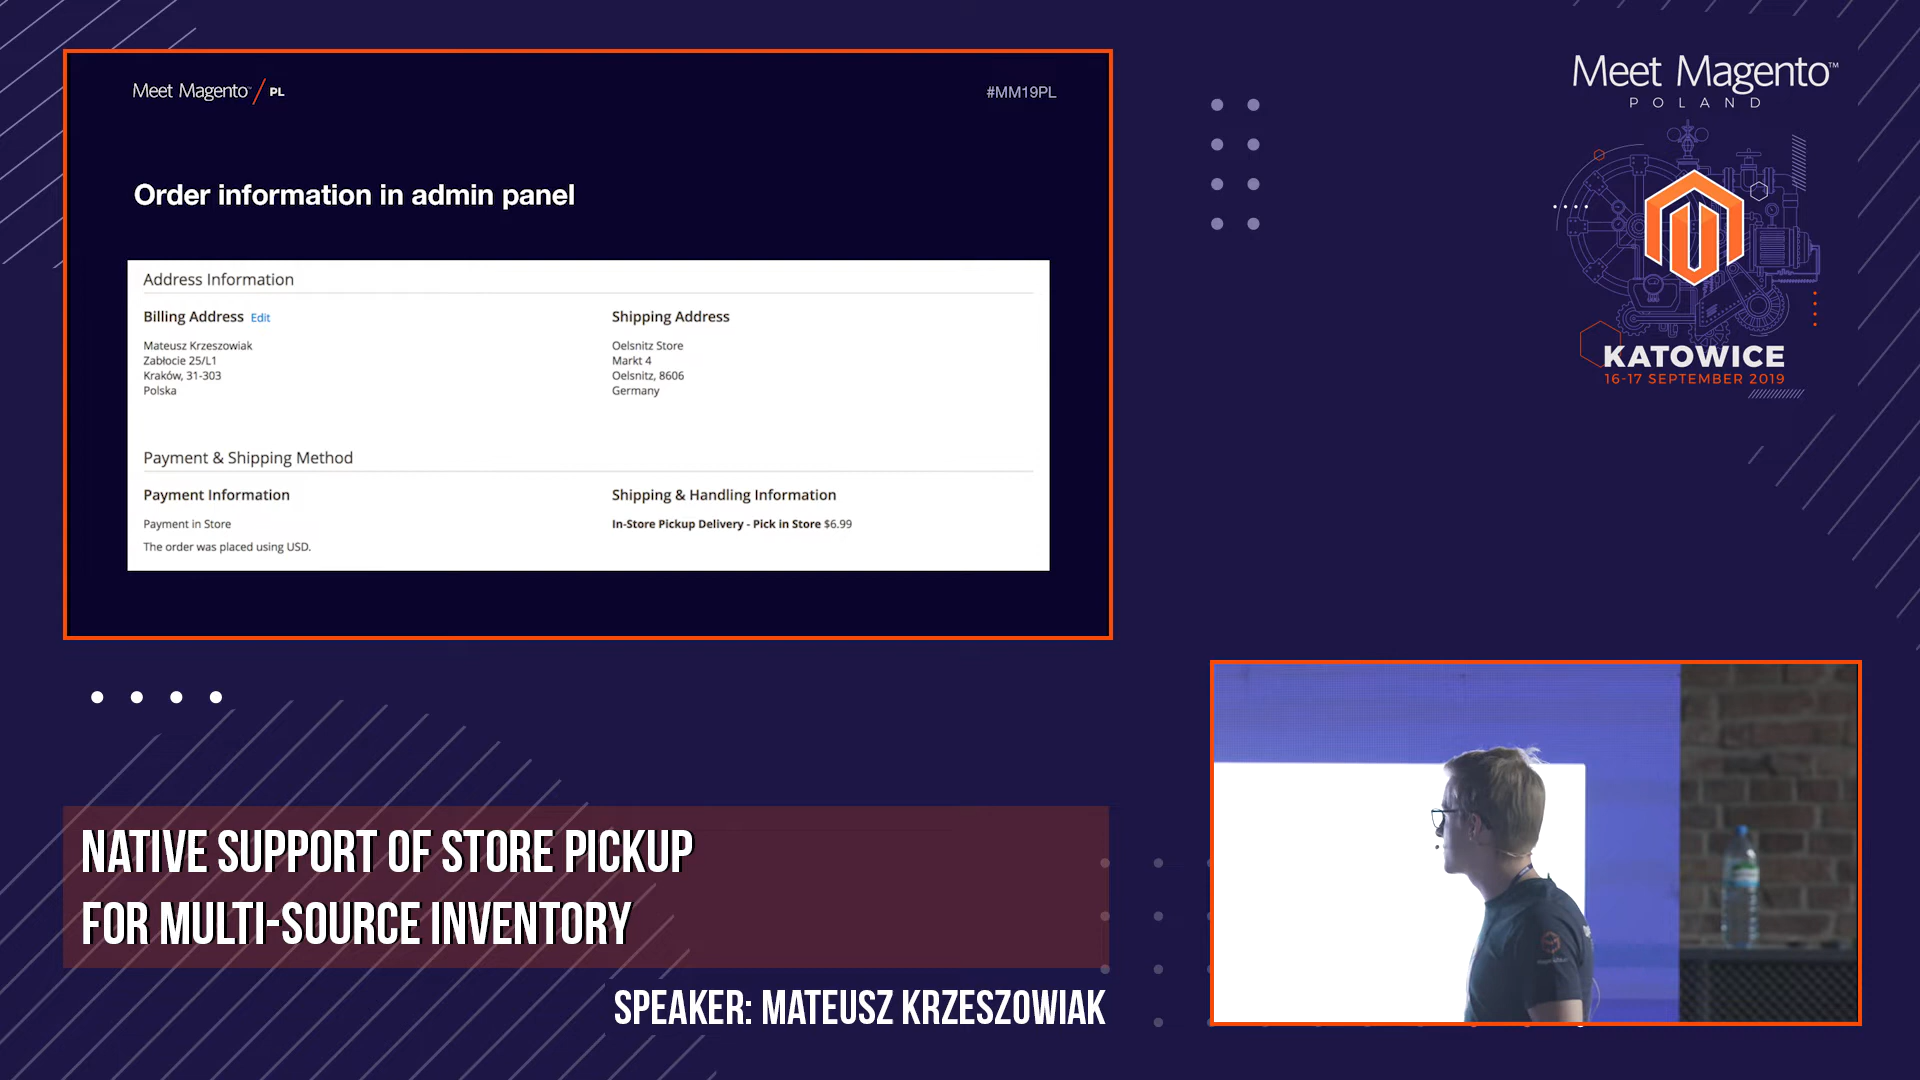 Meet Magento / PL
#MM19PL
Order information in admin panel
Address Information
Billing Address Edit
Mateusz Krzeszowiak
Zabłocie 25/L1
Kraków, 31-303
Polska
Shipping Address
Oelsnitz Store
Markt 4
Oelsnitz, 8606
Germany
Payment & Shipping Method
Payment Information
Payment in Store
The order was placed using USD.
Shipping & Handling Information
In-Store Pickup Delivery - Pick in Store $6.99
Meet Magento™
POLAND
KATOWICE
16-17 SEPTEMBER 2019
NATIVE SUPPORT OF STORE PICKUP
FOR MULTI-SOURCE INVENTORY
SPEAKER: MATEUSZ KRZESZOWIAK